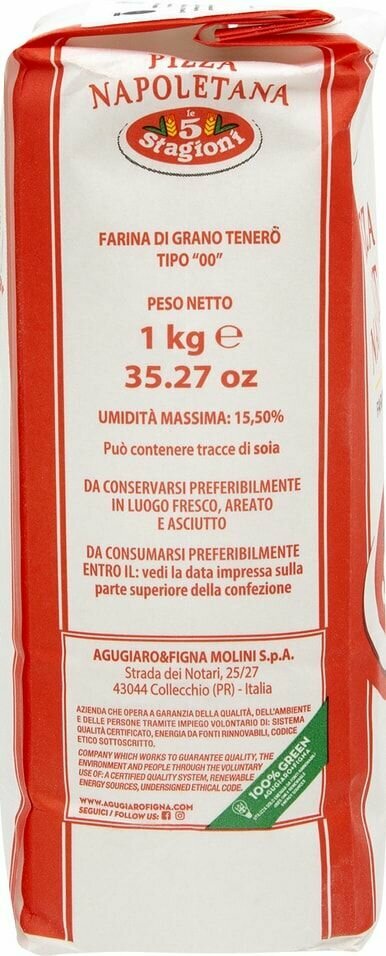 PIZZA
NAPOLETANA
le
5
Stagioni
FARINA DI GRANO TENERÒ
TIPO "00"
PESO NETTO
1 kg ℮
35.27 oz
UMIDITÀ MASSIMA: 15,50%
Può contenere tracce di soia
DA CONSERVARSI PREFERIBILMENTE
IN LUOGO FRESCO, AREATO
E ASCIUTTO
DA CONSUMARSI PREFERIBILMENTE
ENTRO IL: vedi la data impressa sulla
parte superiore della confezione
AGUGIARO&FIGNA MOLINI S.p.A.
Strada dei Notari, 25/27
43044 Collecchio (PR) - Italia
AZIENDA CHE OPERA A GARANZIA DELLA QUALITÀ, DELL'AMBIENTE
E DELLE PERSONE TRAMITE IMPIEGO VOLONTARIO DI: SISTEMA
QUALITÀ CERTIFICATO, ENERGIA DA FONTI RINNOVABILI, CODICE
ETICO SOTTOSCRITTO.
COMPANY WHICH WORKS TO GUARANTEE QUALITY, THE
ENVIRONMENT AND PEOPLE THROUGH THE VOLUNTARY
USE OF: A CERTIFIED QUALITY SYSTEM, RENEWABLE
ENERGY SOURCES, UNDERSIGNED ETHICAL CODE.
100% GREEN
AGUGIARO&FIGNA
WWW.AGUGIAROFIGNA.COM
SEGUICI / FOLLOW US: